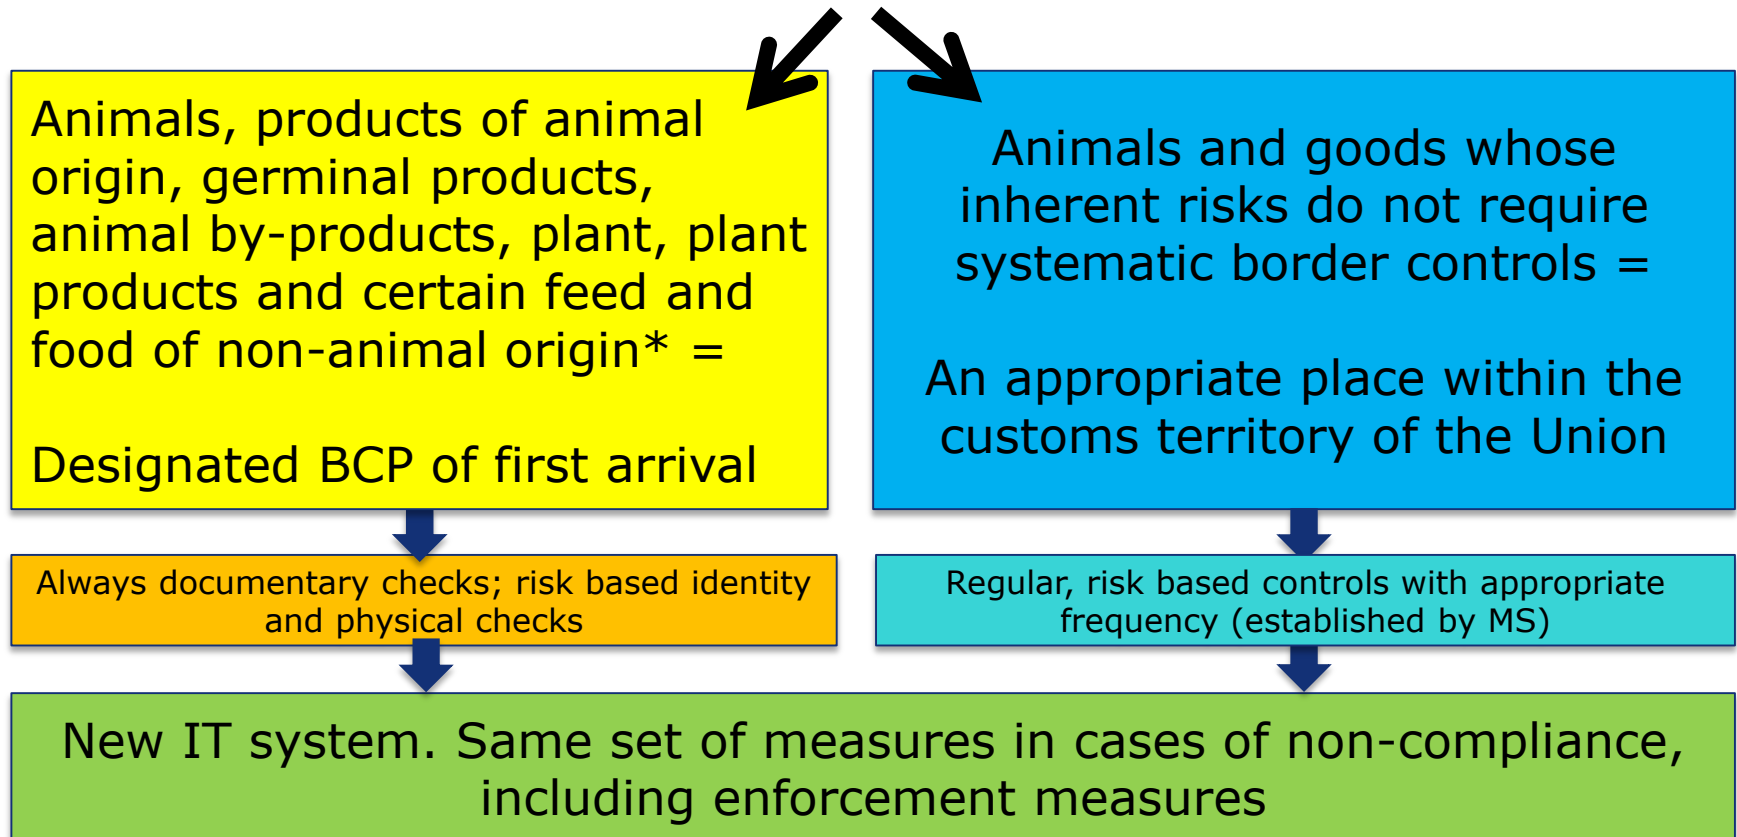 Animals, products of animal
origin, germinal products,
animal by-products, plant, plant
products and certain feed and
food of non-animal origin* =
Designated BCP of first arrival
Animals and goods whose
inherent risks do not require
systematic border controls =
An appropriate place within the
customs territory of the Union
Always documentary checks; risk based identity
and physical checks
Regular, risk based controls with appropriate
frequency (established by MS)
New IT system. Same set of measures in cases of non-compliance,
including enforcement measures